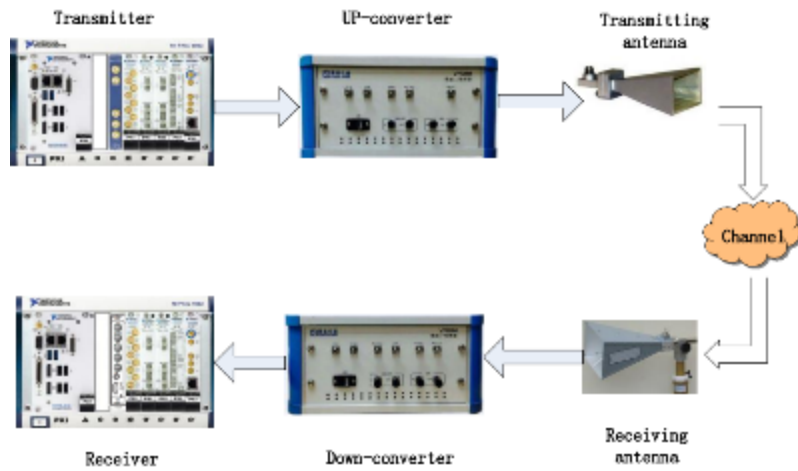 Transmitter
UP-converter
Transmitting
antenna
Channel
Receiver
Down-converter
Receiving
antenna